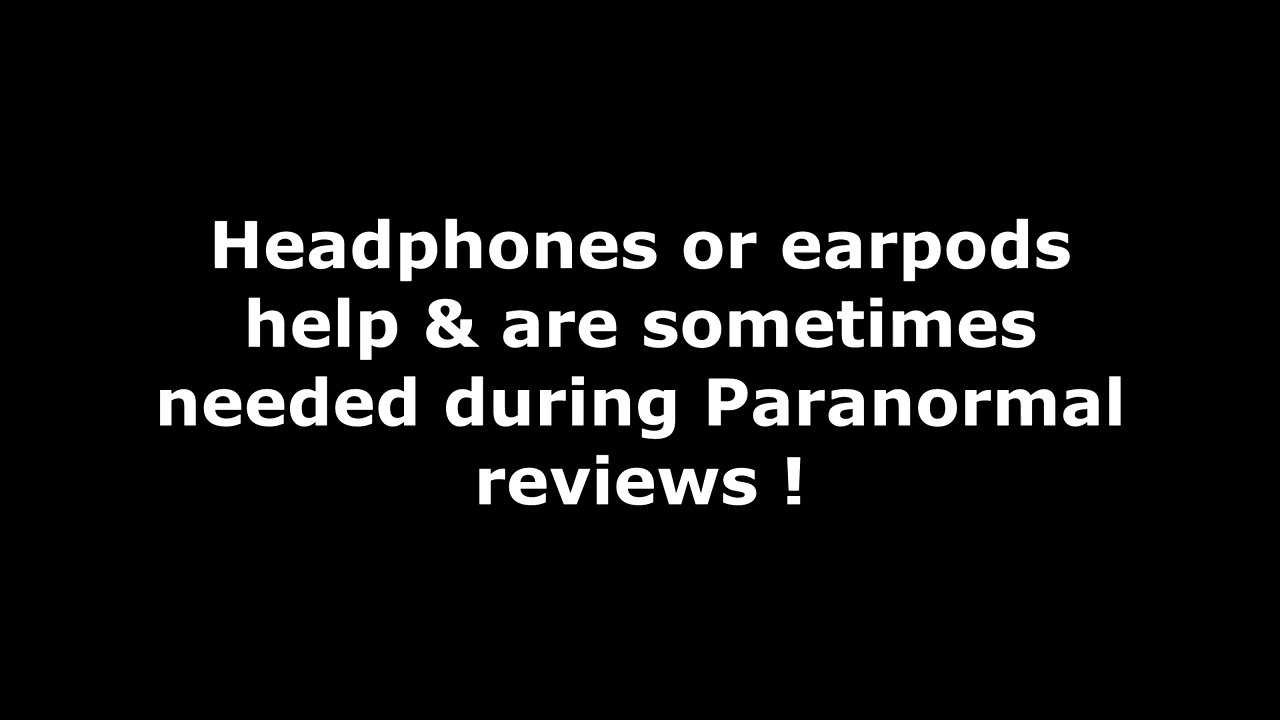 Headphones or earpods
help & are sometimes
needed during Paranormal
reviews !